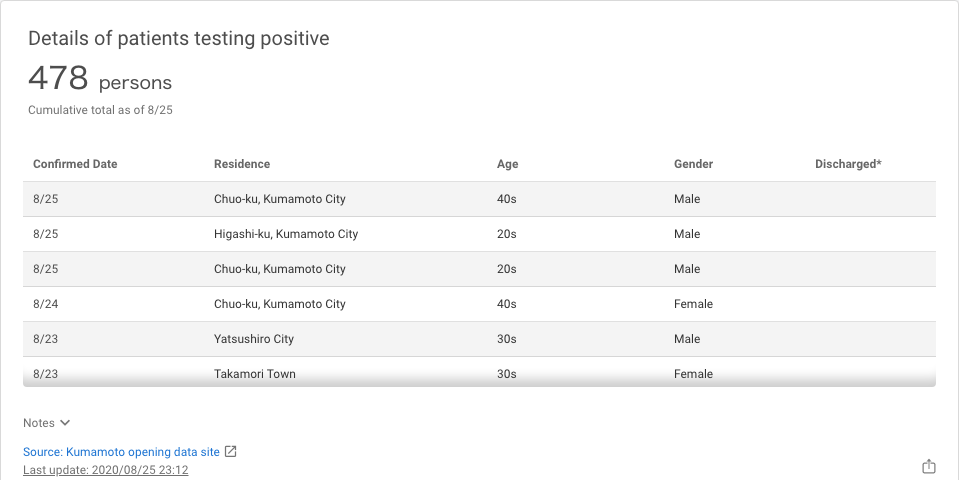 Details of patients testing positive
478 persons
Cumulative total as of 8/25
Confirmed Date Residence Age Gender Discharged*
8/25 Chuo-ku, Kumamoto City 40s Male
8/25 Higashi-ku, Kumamoto City 20s Male
8/25 Chuo-ku, Kumamoto City 20s Male
8/24 Chuo-ku, Kumamoto City 40s Female
8/23 Yatsushiro City 30s Male
8/23 Takamori Town 30s Female
Notes
Source: Kumamoto opening data site
Last update: 2020/08/25 23:12